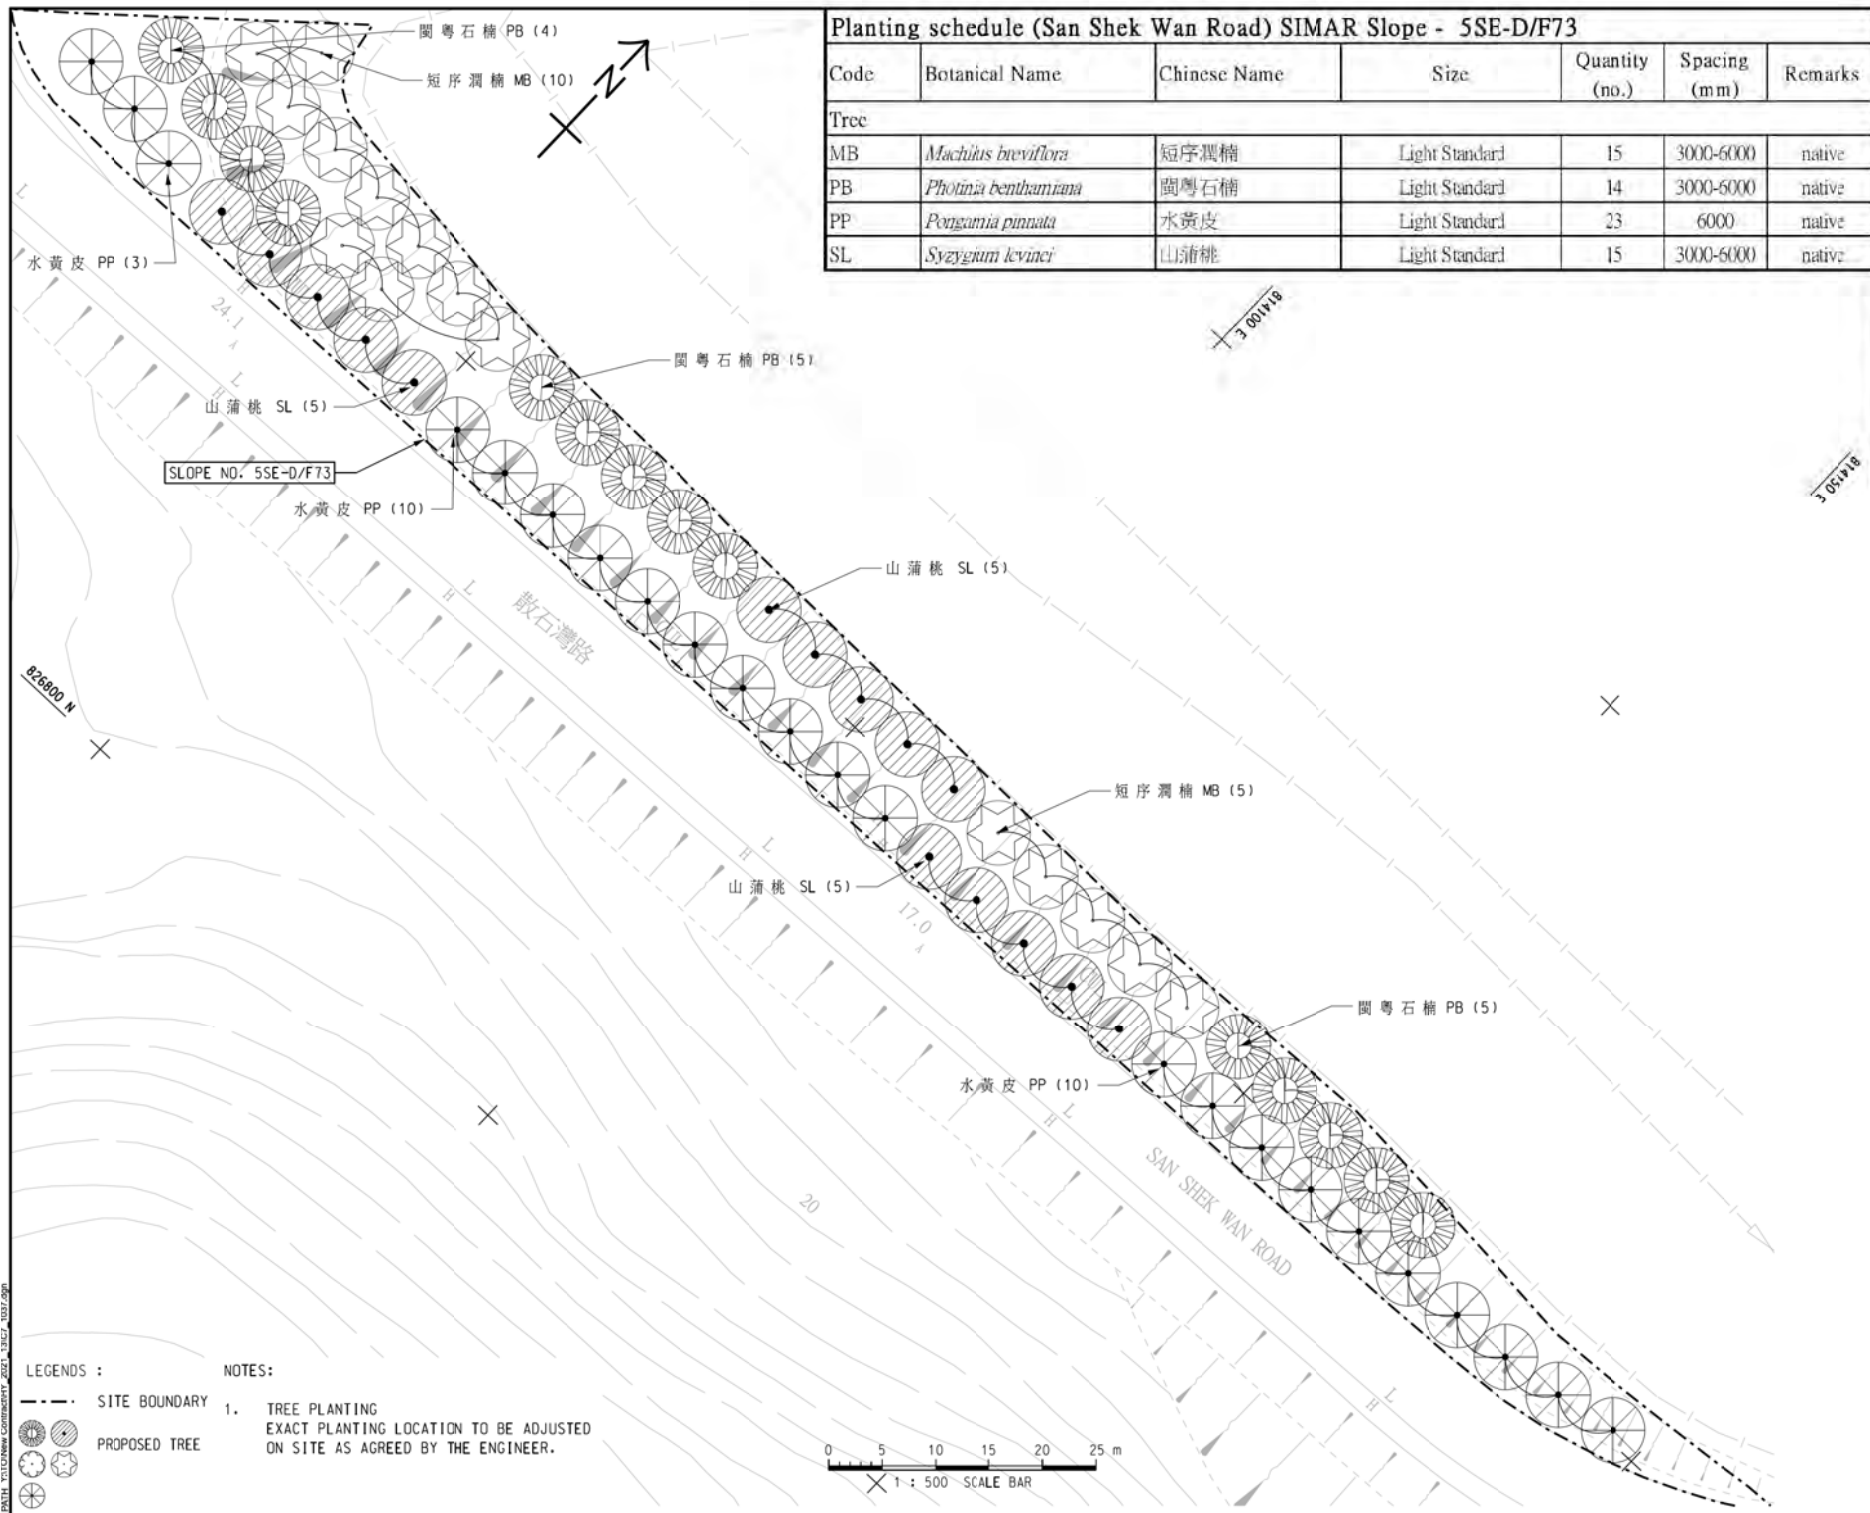 Planting schedule (San Shek Wan Road) SIMAR Slope - 5SE-D/F73
Code Botanical Name Chinese Name Size Quantity (no.) Spacing (mm) Remarks
Tree
MB Machilus breviflora 短序潤楠 Light Standard 15 3000-6000 native
PB Photinia benthamiana 閩粵石楠 Light Standard 14 3000-6000 native
PP Pongamia pinnata 水黃皮 Light Standard 23 6000 native
SL Syzygium levinei 山蒲桃 Light Standard 15 3000-6000 native
閩粵石楠 PB (4)
短序潤楠 MB (10)
N
水黃皮 PP (3)
24.1
814100 E
閩粵石楠 PB (5)
山蒲桃 SL (5)
SLOPE NO. 5SE-D/F73
水黃皮 PP (10)
814150 E
山蒲桃 SL (5)
散石灣路
826800 N
短序潤楠 MB (5)
山蒲桃 SL (5)
17.0
閩粵石楠 PB (5)
水黃皮 PP (10)
SAN SHEK WAN ROAD
20
L
H
L
H
L
H
L
H
L
H
L
H
LEGENDS :
SITE BOUNDARY
PROPOSED TREE
NOTES:
1. TREE PLANTING
EXACT PLANTING LOCATION TO BE ADJUSTED
ON SITE AS AGREED BY THE ENGINEER.
0 5 10 15 20 25 m
1 : 500 SCALE BAR